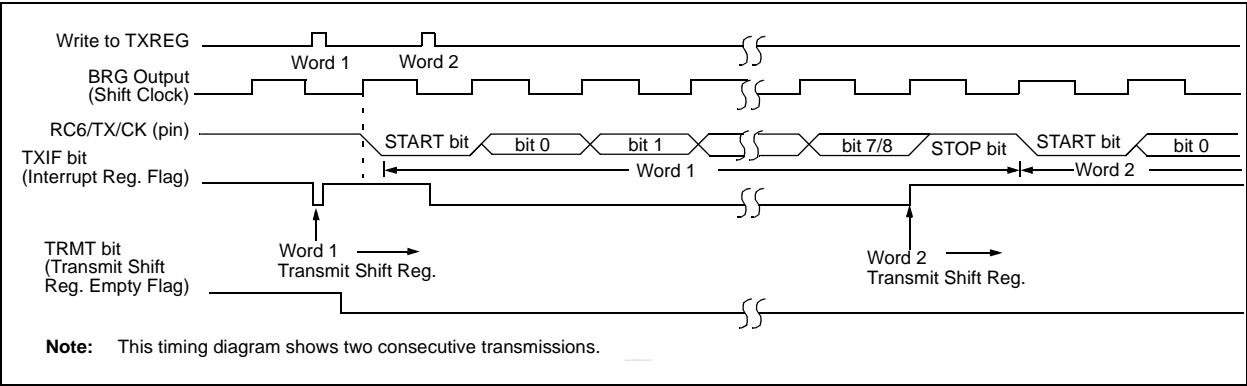 Write to TXREG
Word 1
Word 2
BRG Output
(Shift Clock)
RC6/TX/CK (pin)
START bit
bit 0
bit 1
bit 7/8
STOP bit
START bit
bit 0
Word 1
Word 2
TXIF bit
(Interrupt Reg. Flag)
Word 1
Transmit Shift Reg.
Word 2
Transmit Shift Reg.
TRMT bit
(Transmit Shift
Reg. Empty Flag)
Note: This timing diagram shows two consecutive transmissions.